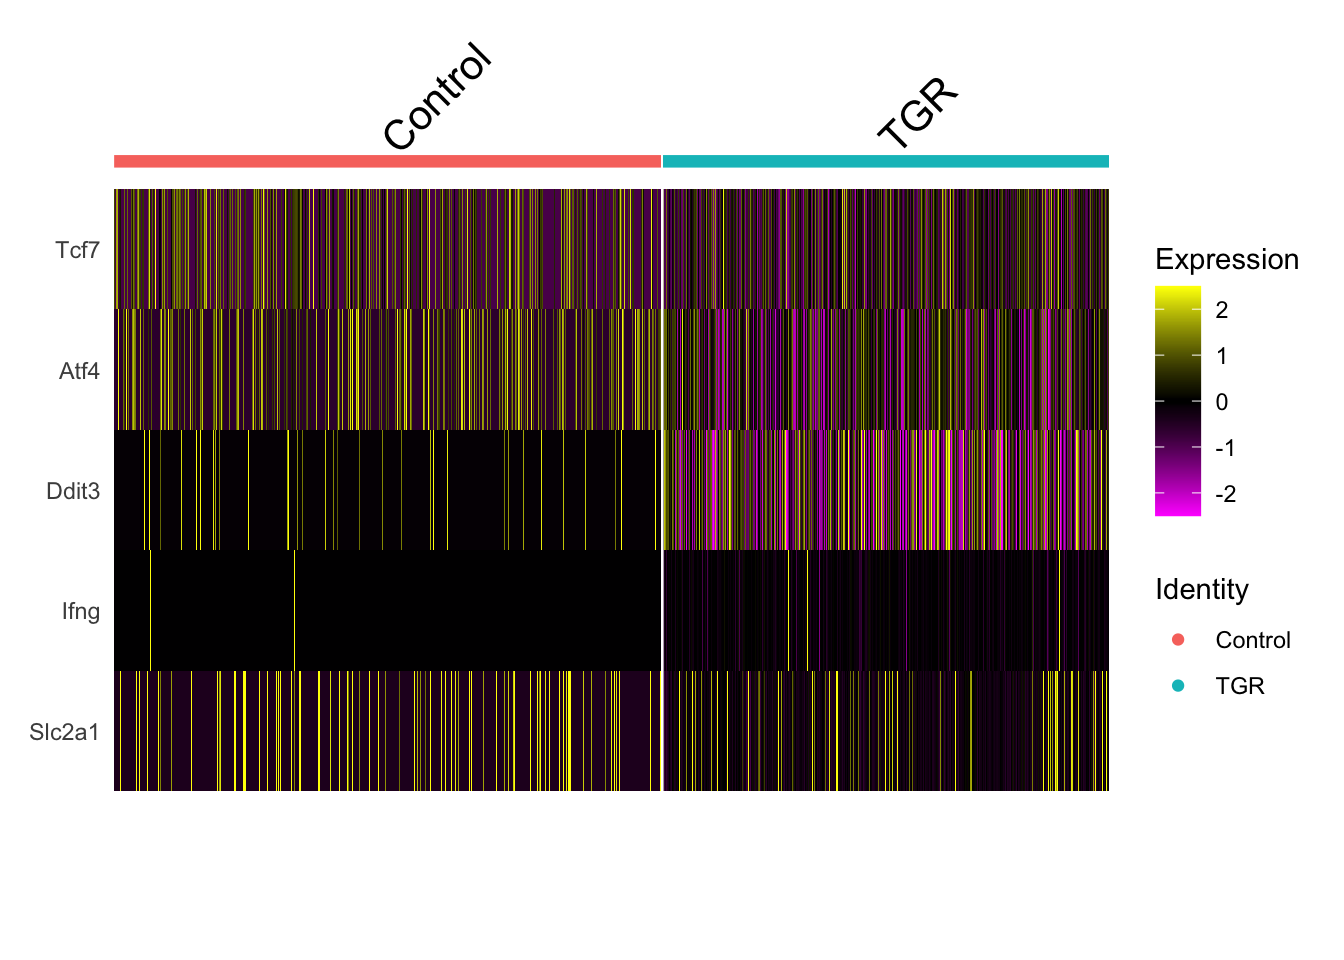 Control
TGR
Tcf7
Atf4
Ddit3
Ifng
Slc2a1
Expression
2
1
0
-1
-2
Identity
Control
TGR